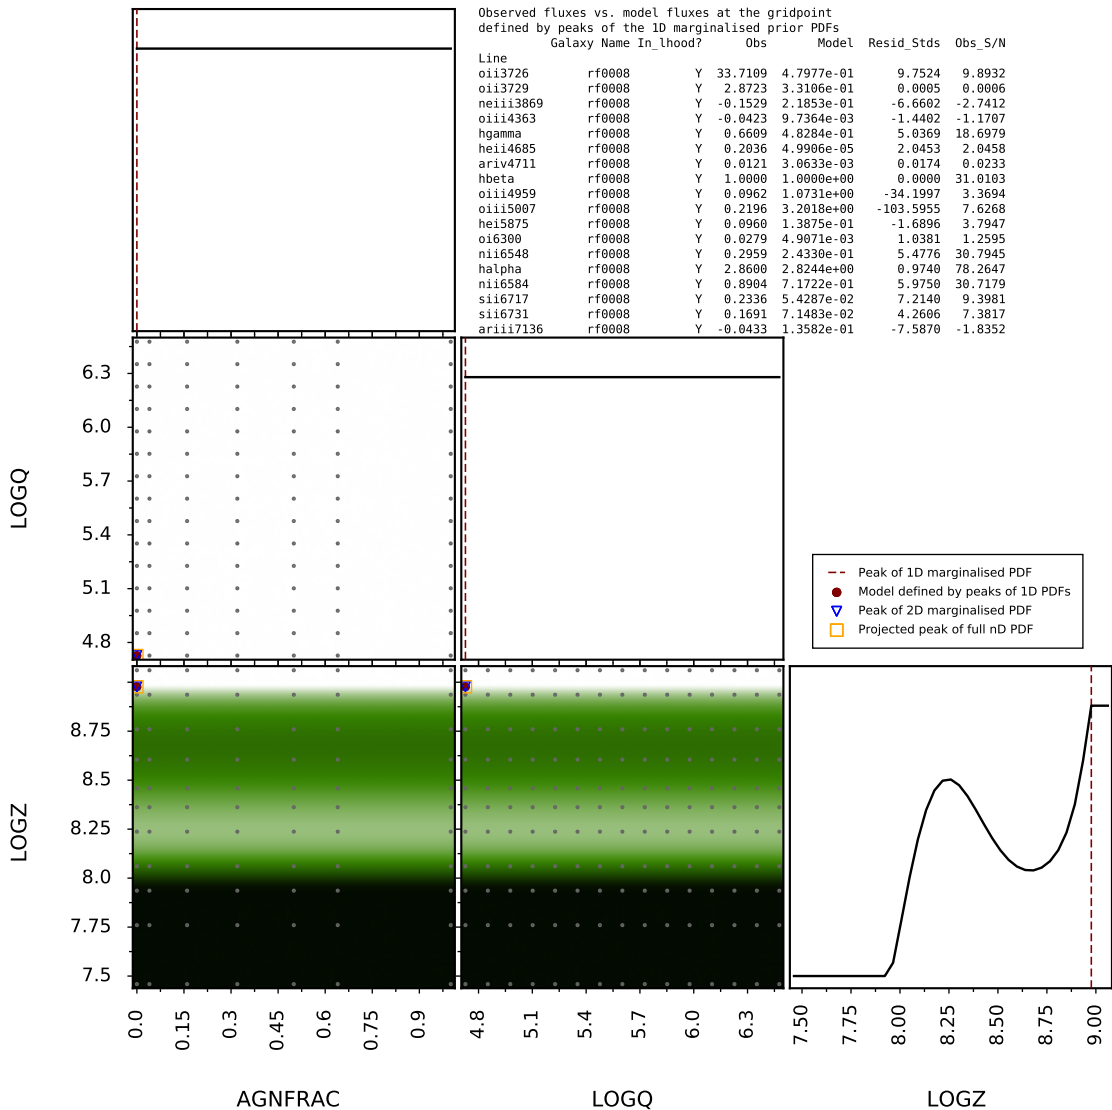 Observed fluxes vs. model fluxes at the gridpoint
defined by peaks of the 1D marginalised prior PDFs
Galaxy Name In_lhood? Obs Model Resid_Stds Obs_S/N
Line
oii3726 rf0008 Y 33.7109 4.7977e-01 9.7524 9.8932
oii3729 rf0008 Y 2.8723 3.3106e-01 0.0005 0.0006
neiii3869 rf0008 Y -0.1529 2.1853e-01 -6.6602 -2.7412
oiii4363 rf0008 Y -0.0423 9.7364e-03 -1.4402 -1.1707
hgamma rf0008 Y 0.6609 4.8284e-01 5.0369 18.6979
heii4685 rf0008 Y 0.2036 4.9906e-05 2.0453 2.0458
ariv4711 rf0008 Y 0.0121 3.0633e-03 0.0174 0.0233
hbeta rf0008 Y 1.0000 1.0000e+00 0.0000 31.0103
oiii4959 rf0008 Y 0.0962 1.0731e+00 -34.1997 3.3694
oiii5007 rf0008 Y 0.2196 3.2018e+00 -103.5955 7.6268
hei5875 rf0008 Y 0.0960 1.3875e-01 -1.6896 3.7947
oi6300 rf0008 Y 0.0279 4.9071e-03 1.0381 1.2595
nii6548 rf0008 Y 0.2959 2.4330e-01 5.4776 30.7945
halpha rf0008 Y 2.8600 2.8244e+00 0.9740 78.2647
nii6584 rf0008 Y 0.8904 7.1722e-01 5.9750 30.7179
sii6717 rf0008 Y 0.2336 5.4287e-02 7.2140 9.3981
sii6731 rf0008 Y 0.1691 7.1483e-02 4.2606 7.3817
ariii7136 rf0008 Y -0.0433 1.3582e-01 -7.5870 -1.8352
LOGQ
6.3
6.0
5.7
5.4
5.1
4.8
Peak of 1D marginalised PDF
Model defined by peaks of 1D PDFs
Peak of 2D marginalised PDF
Projected peak of full nD PDF
LOGZ
8.75
8.5
8.25
8.0
7.75
7.5
0.0 0.15 0.3 0.45 0.6 0.75 0.9
4.8 5.1 5.4 5.7 6.0 6.3
7.50 7.75 8.00 8.25 8.50 8.75 9.00
AGNFRAC LOGQ LOGZ